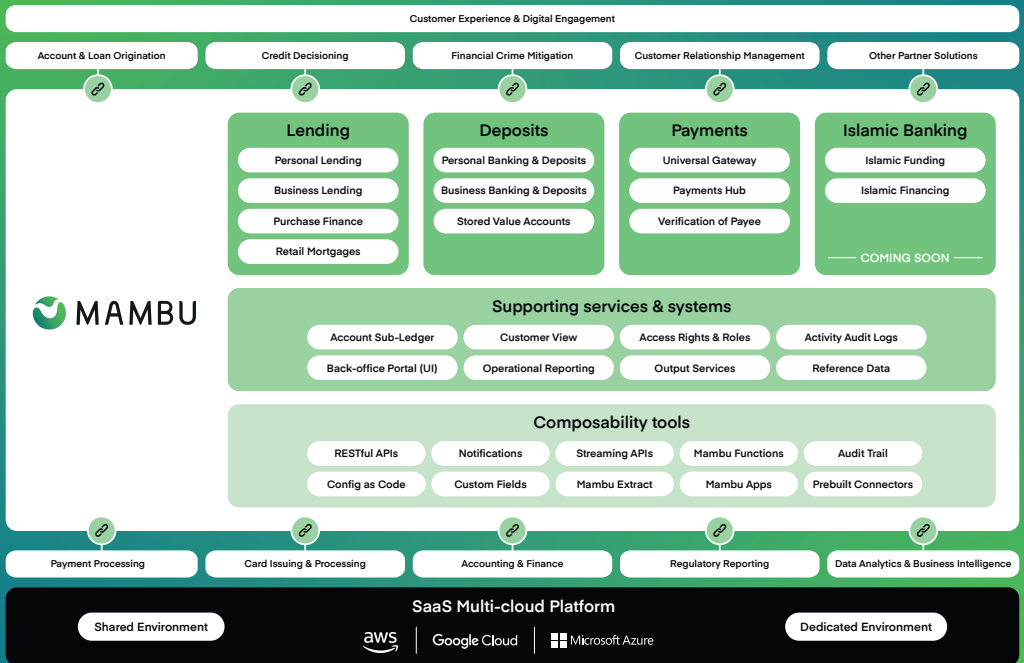 Customer Experience & Digital Engagement
Account & Loan Origination
Credit Decisioning
Financial Crime Mitigation
Customer Relationship Management
Other Partner Solutions
MAMBU
Lending
Personal Lending
Business Lending
Purchase Finance
Retail Mortgages
Deposits
Personal Banking & Deposits
Business Banking & Deposits
Stored Value Accounts
Payments
Universal Gateway
Payments Hub
Verification of Payee
Islamic Banking
Islamic Funding
Islamic Financing
COMING SOON
Supporting services & systems
Account Sub-Ledger
Customer View
Access Rights & Roles
Activity Audit Logs
Back-office Portal (UI)
Operational Reporting
Output Services
Reference Data
Composability tools
RESTful APIs
Notifications
Streaming APIs
Mambu Functions
Audit Trail
Config as Code
Custom Fields
Mambu Extract
Mambu Apps
Prebuilt Connectors
Payment Processing
Card Issuing & Processing
Accounting & Finance
Regulatory Reporting
Data Analytics & Business Intelligence
SaaS Multi-cloud Platform
Shared Environment
aws
Google Cloud
Microsoft Azure
Dedicated Environment